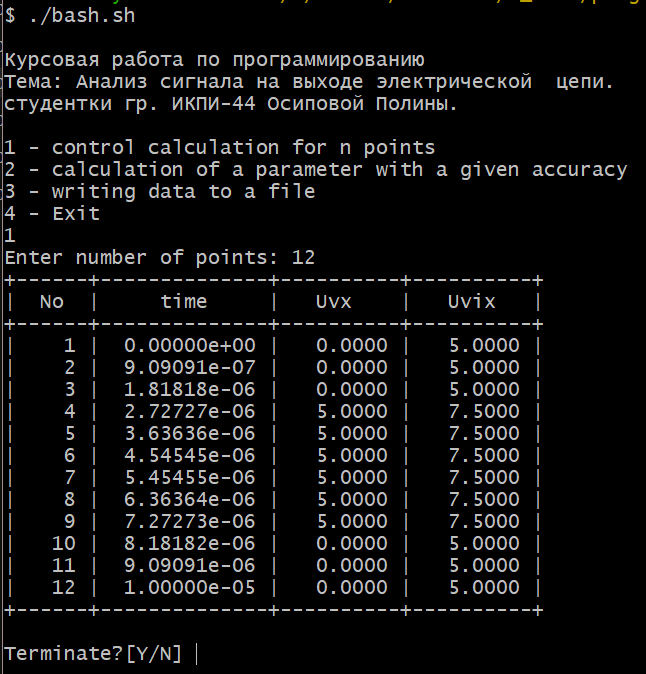 $ ./bash.sh
Курсовая работа по программированию
Тема: Анализ сигнала на выходе электрической  цепи.
студентки гр. ИКПИ-44 Осиповой Полины.
1 - control calculation for n points
2 - calculation of a parameter with a given accuracy
3 - writing data to a file
4 - Exit
1
Enter number of points: 12
+------+--------------+----------+----------+
|  No  |     time     |   Uvx    |   Uvix   |
+------+--------------+----------+----------+
|    1 |  0.00000e+00 |   0.0000 |   5.0000 |
|    2 |  9.09091e-07 |   0.0000 |   5.0000 |
|    3 |  1.81818e-06 |   0.0000 |   5.0000 |
|    4 |  2.72727e-06 |   5.0000 |   7.5000 |
|    5 |  3.63636e-06 |   5.0000 |   7.5000 |
|    6 |  4.54545e-06 |   5.0000 |   7.5000 |
|    7 |  5.45455e-06 |   5.0000 |   7.5000 |
|    8 |  6.36364e-06 |   5.0000 |   7.5000 |
|    9 |  7.27273e-06 |   5.0000 |   7.5000 |
|   10 |  8.18182e-06 |   0.0000 |   5.0000 |
|   11 |  9.09091e-06 |   0.0000 |   5.0000 |
|   12 |  1.00000e-05 |   0.0000 |   5.0000 |
+------+--------------+----------+----------+
Terminate?[Y/N]